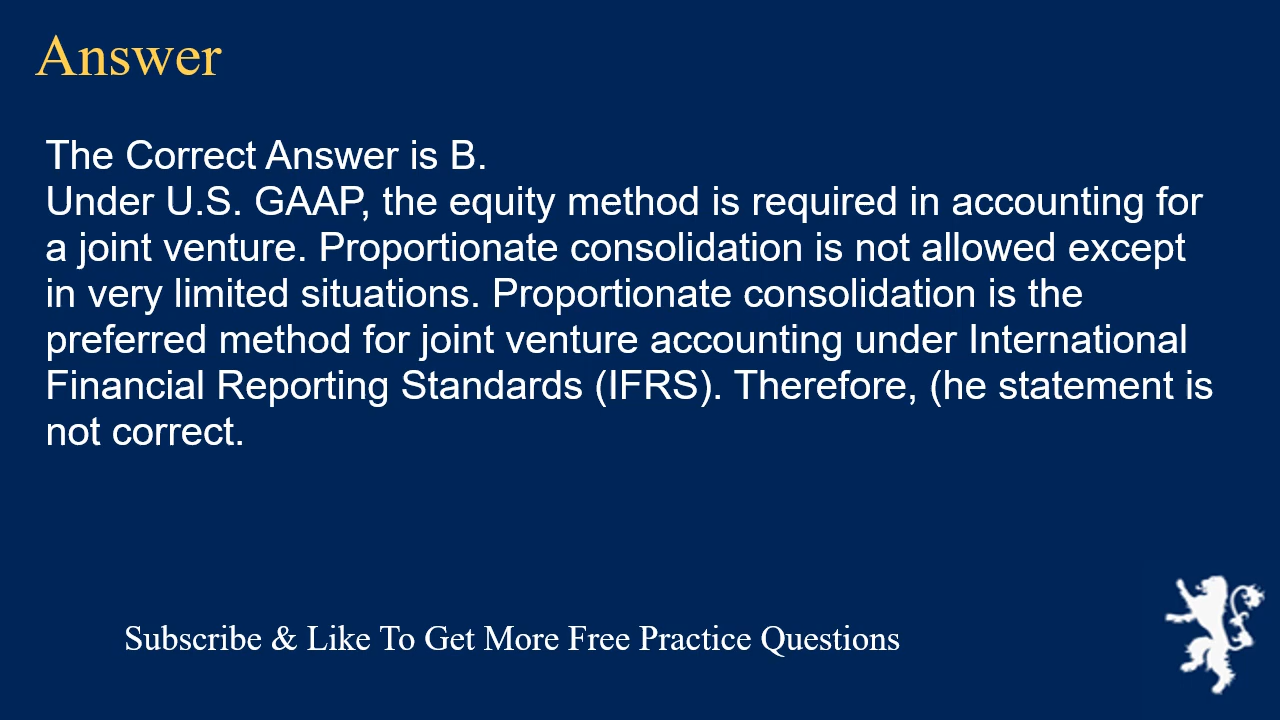 Answer
The Correct Answer is B.
Under U.S. GAAP, the equity method is required in accounting for
a joint venture. Proportionate consolidation is not allowed except
in very limited situations. Proportionate consolidation is the
preferred method for joint venture accounting under International
Financial Reporting Standards (IFRS). Therefore, (he statement is
not correct.
Subscribe & Like To Get More Free Practice Questions